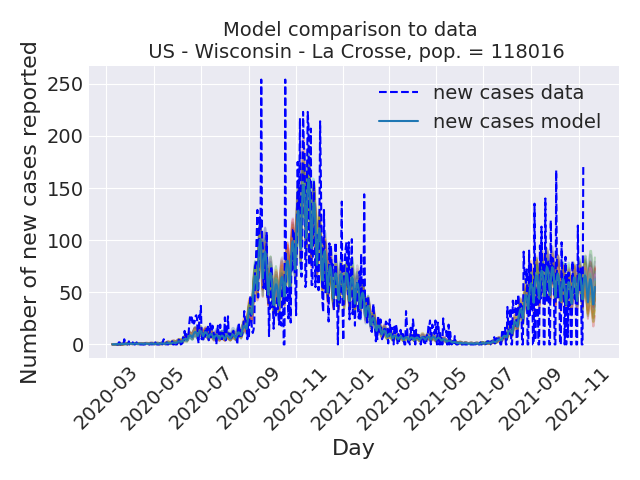 Model comparison to data
US - Wisconsin - La Crosse, pop. = 118016
Number of new cases reported
250
200
150
100
50
0
new cases data
new cases model
2020-03
2020-05
2020-07
2020-09
2020-11
2021-01
2021-03
2021-05
2021-07
2021-09
2021-11
Day